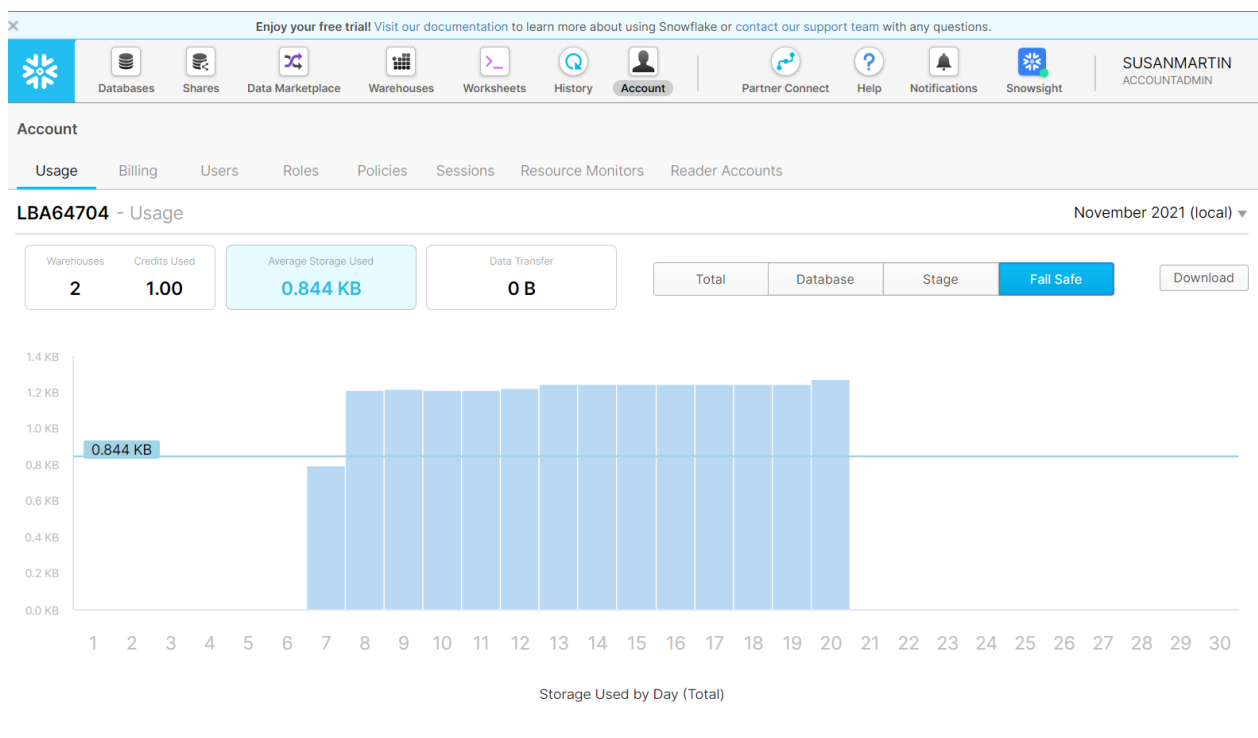 Enjoy your free trial! Visit our documentation to learn more about using Snowflake or contact our support team with any questions.
Databases Shares Data Marketplace Warehouses Worksheets History Account Partner Connect Help Notifications Snowsight
SUSANMARTIN
ACCOUNTADMIN
Account
Usage Billing Users Roles Policies Sessions Resource Monitors Reader Accounts
LBA64704 - Usage November 2021 (local)
Warehouses Credits Used Average Storage Used Data Transfer
2 1.00 0.844 KB 0 B
Total Database Stage Fail Safe Download
1.4 KB
1.2 KB
1.0 KB
0.844 KB
0.8 KB
0.6 KB
0.4 KB
0.2 KB
0.0 KB
1 2 3 4 5 6 7 8 9 10 11 12 13 14 15 16 17 18 19 20 21 22 23 24 25 26 27 28 29 30
Storage Used by Day (Total)